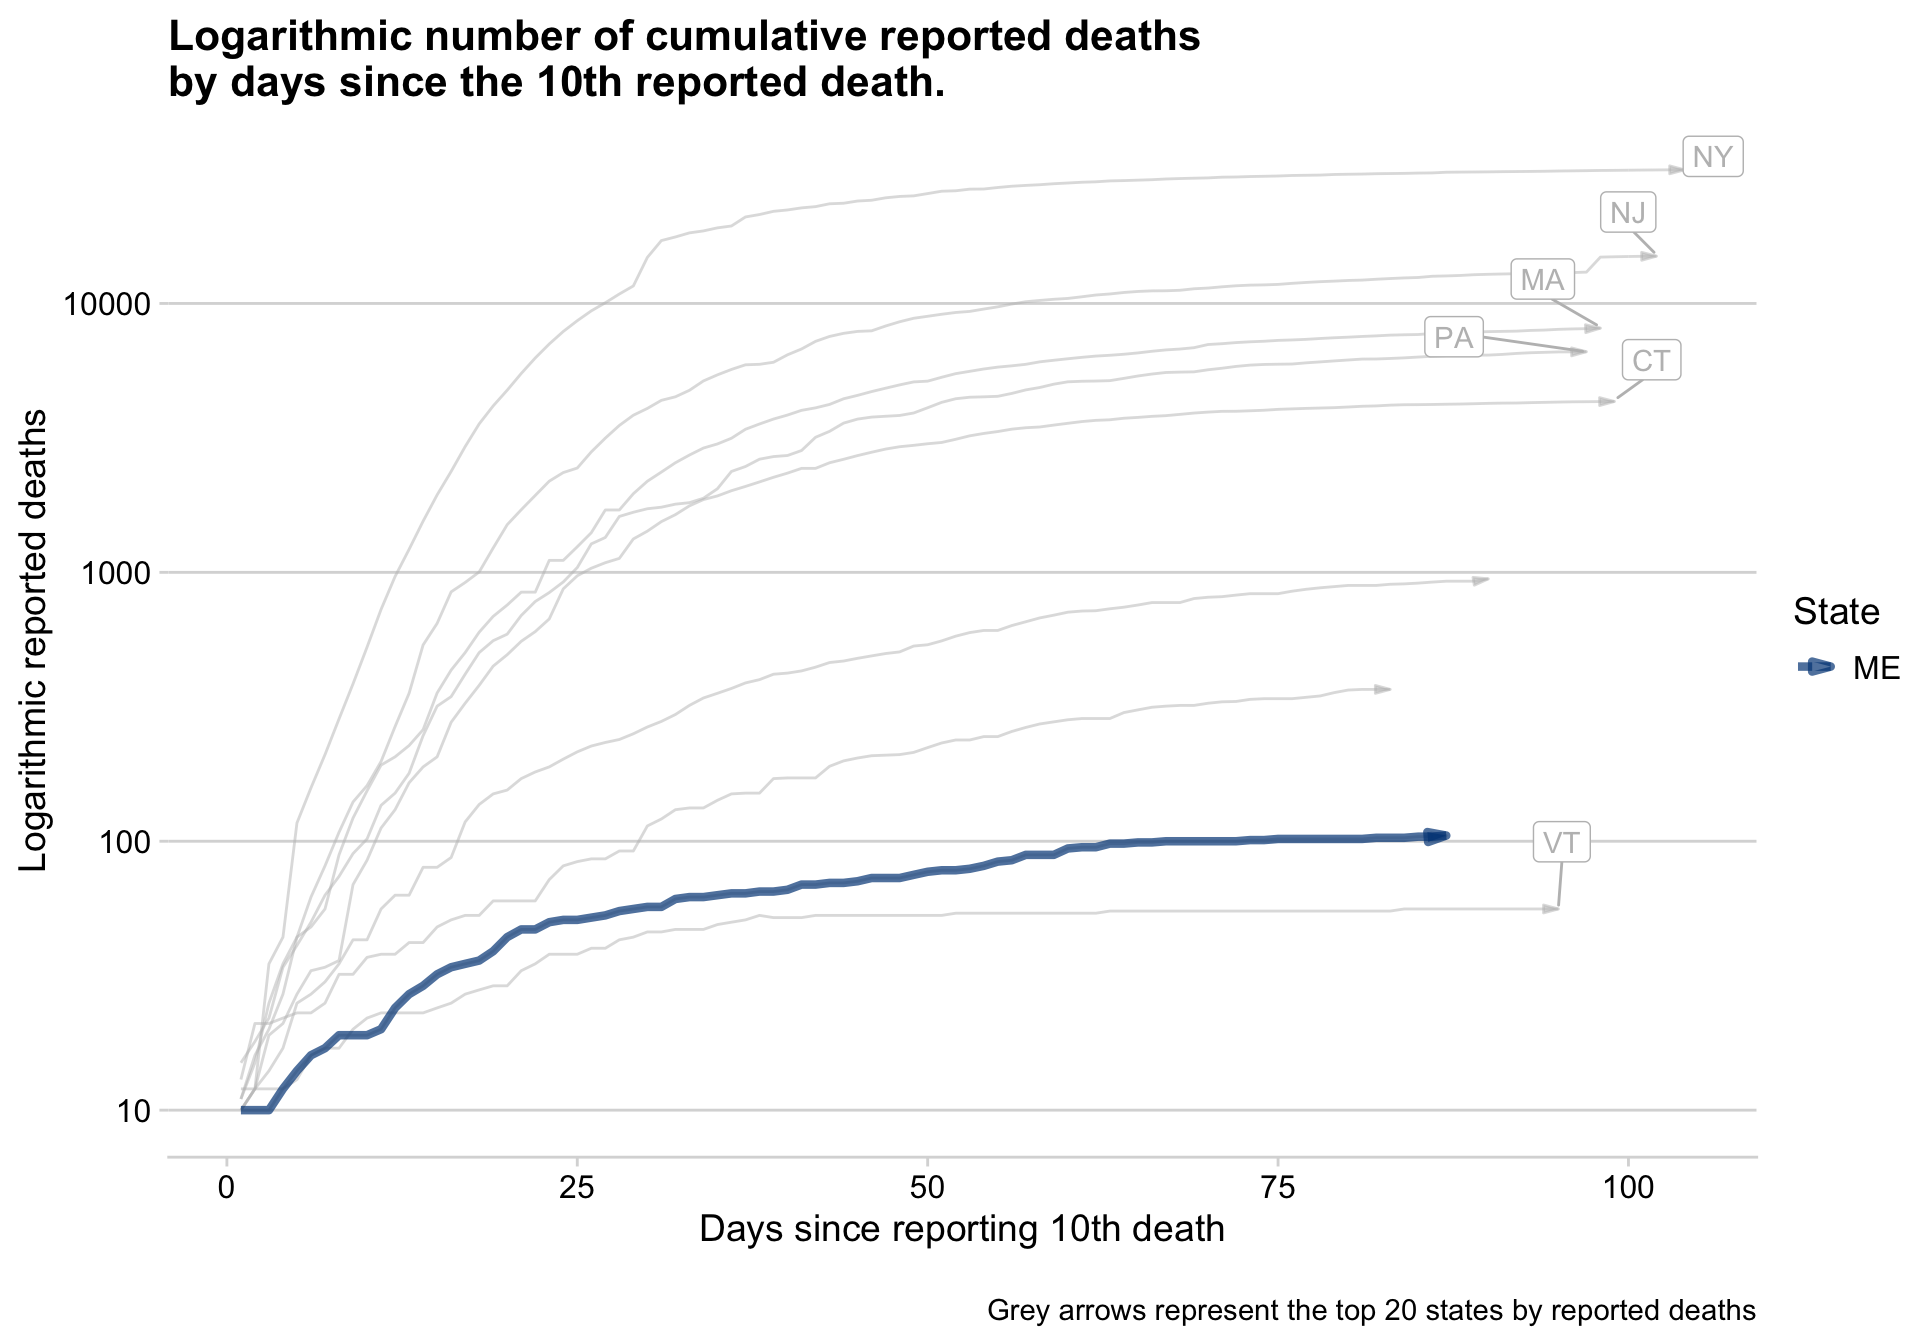 Logarithmic number of cumulative reported deaths
by days since the 10th reported death.
NY
NJ
MA
PA
CT
VT
10000
1000
100
10
Logarithmic reported deaths
0 25 50 75 100
Days since reporting 10th death
State
ME
Grey arrows represent the top 20 states by reported deaths